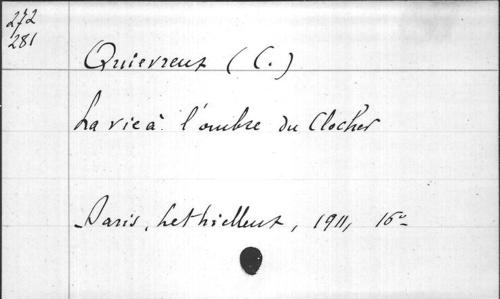 272
281
Quievreux (C.)
La vie à l'ombre du Clocher
Paris, Lethielleux, 1911, 16°